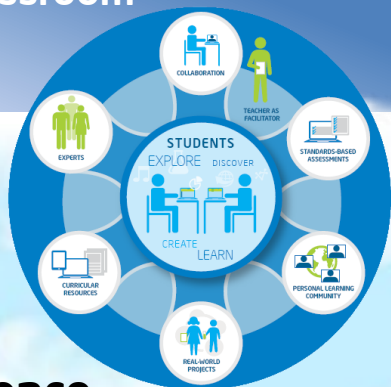 COLLABORATION
TEACHER AS
FACILITATOR
EXPERTS
STUDENTS
EXPLORE DISCOVER
STANDARDS-BASED
ASSESSMENTS
CREATE
LEARN
CURRICULAR
RESOURCES
PERSONAL LEARNING
COMMUNITY
REAL-WORLD
PROJECTS